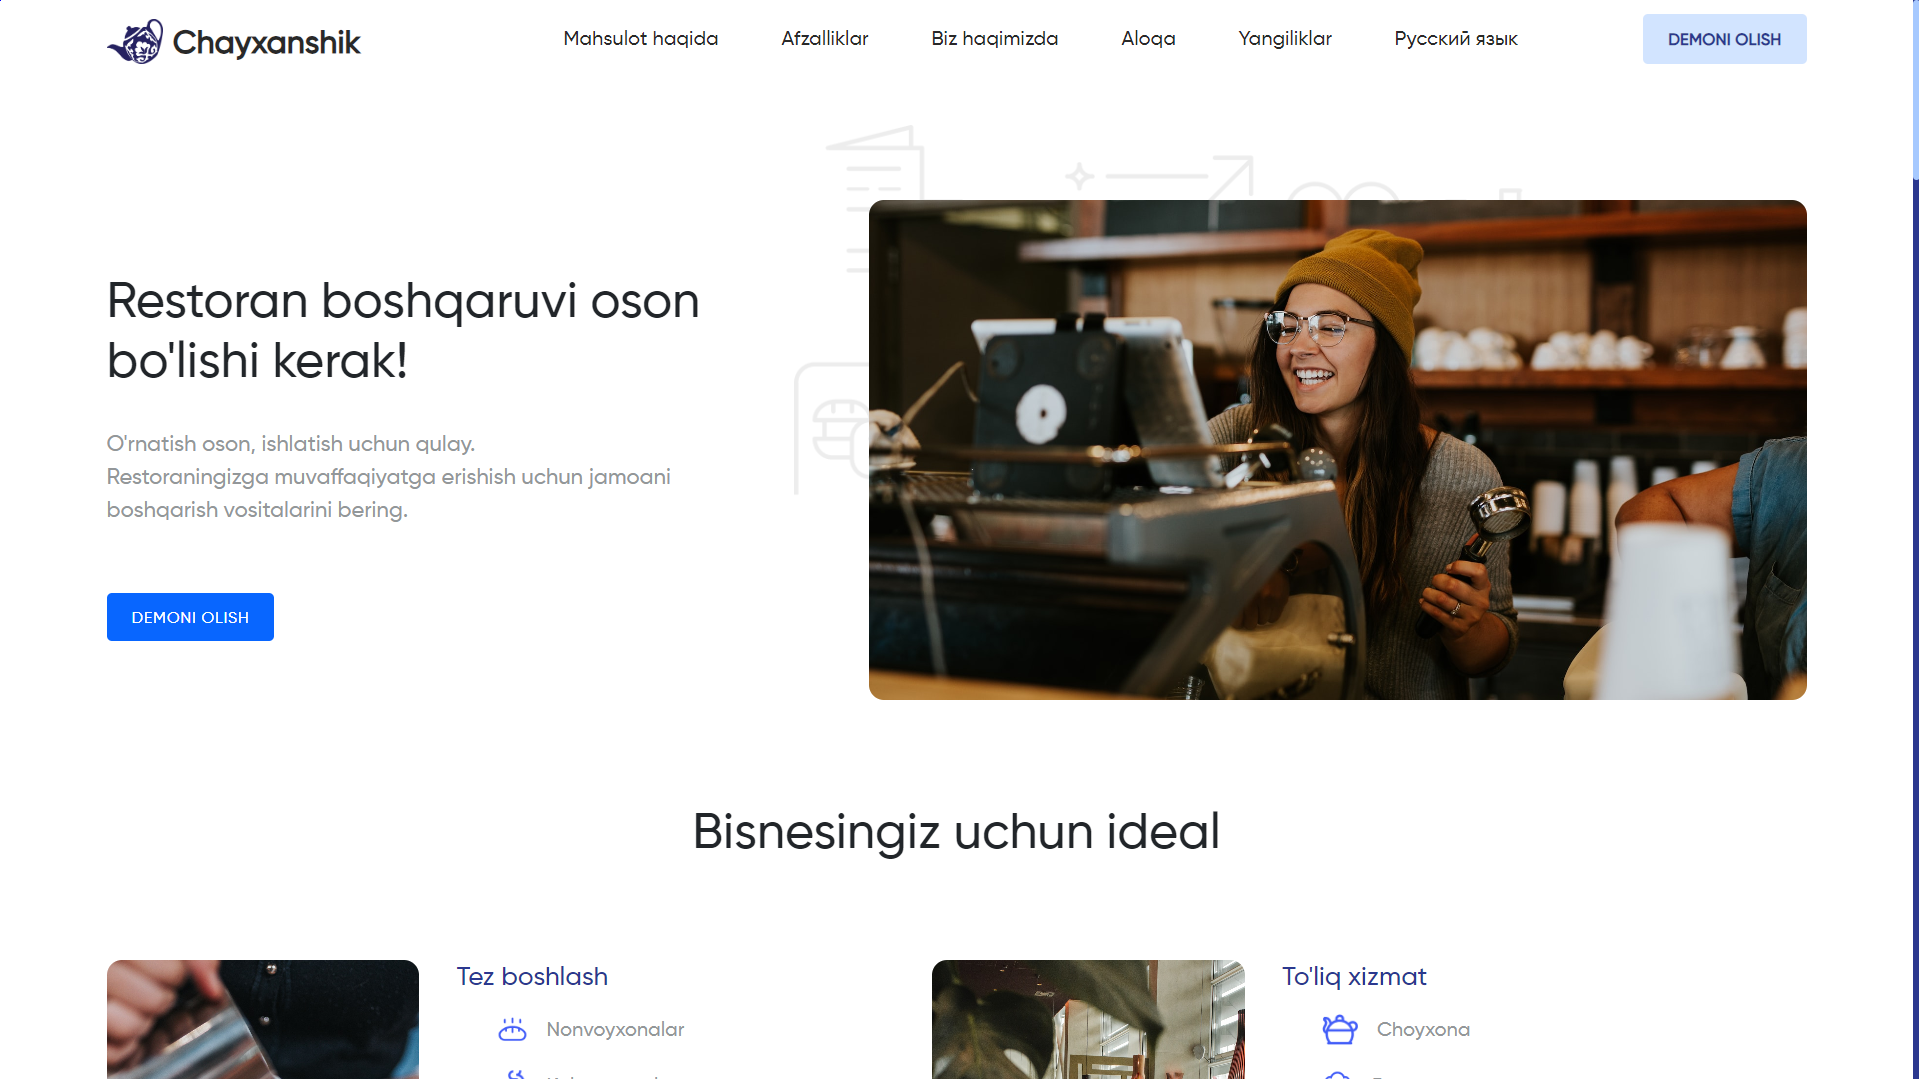 Chayxanshik
Mahsulot haqida
Afzalliklar
Biz haqimizda
Aloqa
Yangiliklar
Русский язык
DEMONI OLISH
Restoran boshqaruvi oson
bo'lishi kerak!
O'rnatish oson, ishlatish uchun qulay.
Restoraningizga muvaffaqiyatga erishish uchun jamoani
boshqarish vositalarini bering.
DEMONI OLISH
Bisnesingiz uchun ideal
Tez boshlash
Nonvoyxonalar
To'liq xizmat
Choyxona